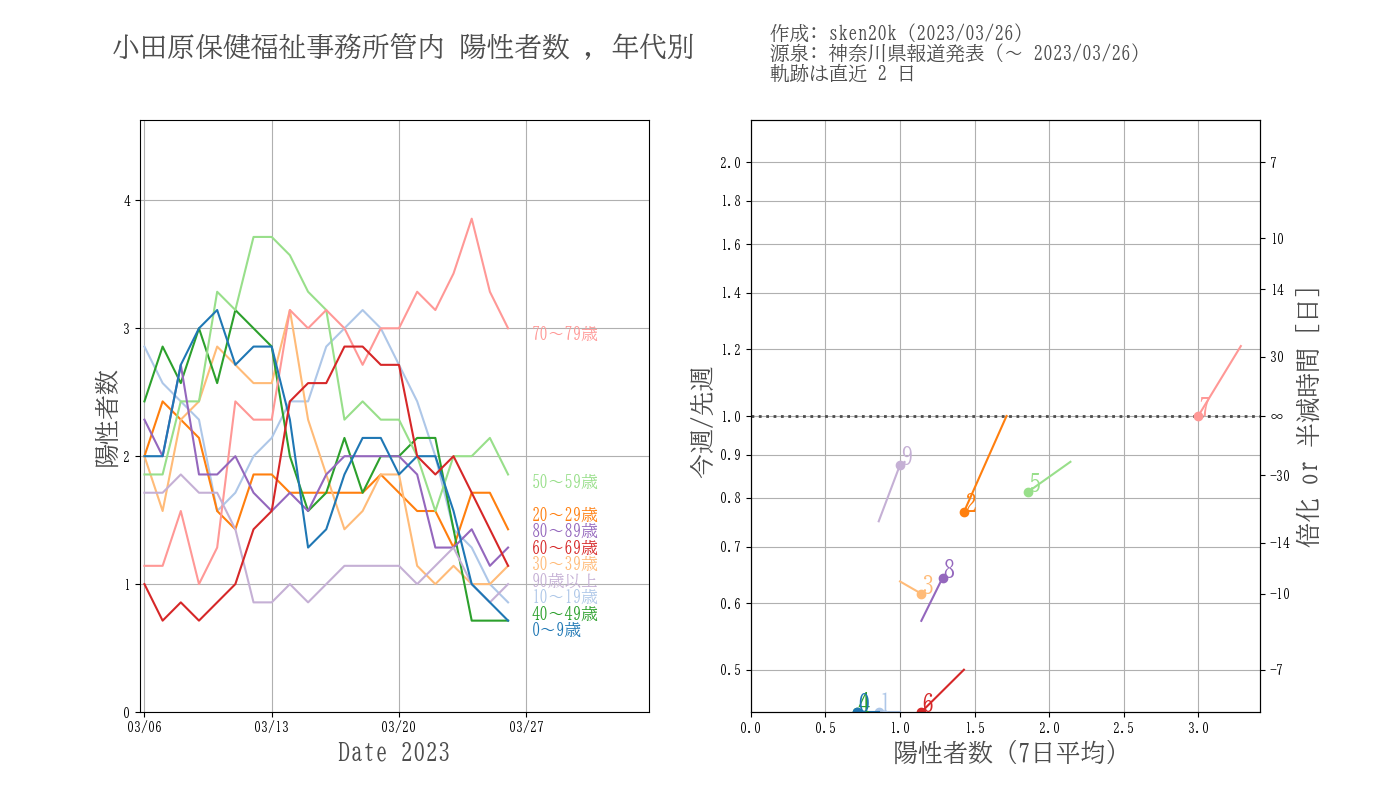 小田原保健福祉事務所管内 陽性者数 , 年代別
作成: sken20k (2023/03/26)
源泉: 神奈川県報道発表 (～ 2023/03/26)
軌跡は直近 2 日
陽性者数
4
3
2
1
0
03/06
03/13
03/20
03/27
Date 2023
70～79歳
50～59歳
20～29歳
80～89歳
60～69歳
30～39歳
90歳以上
10～19歳
40～49歳
0～9歳
今週/先週
2.0
1.8
1.6
1.4
1.2
1.0
0.9
0.8
0.7
0.6
0.5
7
9
5
2
8
3
0
4
1
6
0.0
0.5
1.0
1.5
2.0
2.5
3.0
陽性者数 (7日平均)
7
10
14
30
∞
-30
-14
-10
-7
倍化 or 半減時間 [日]